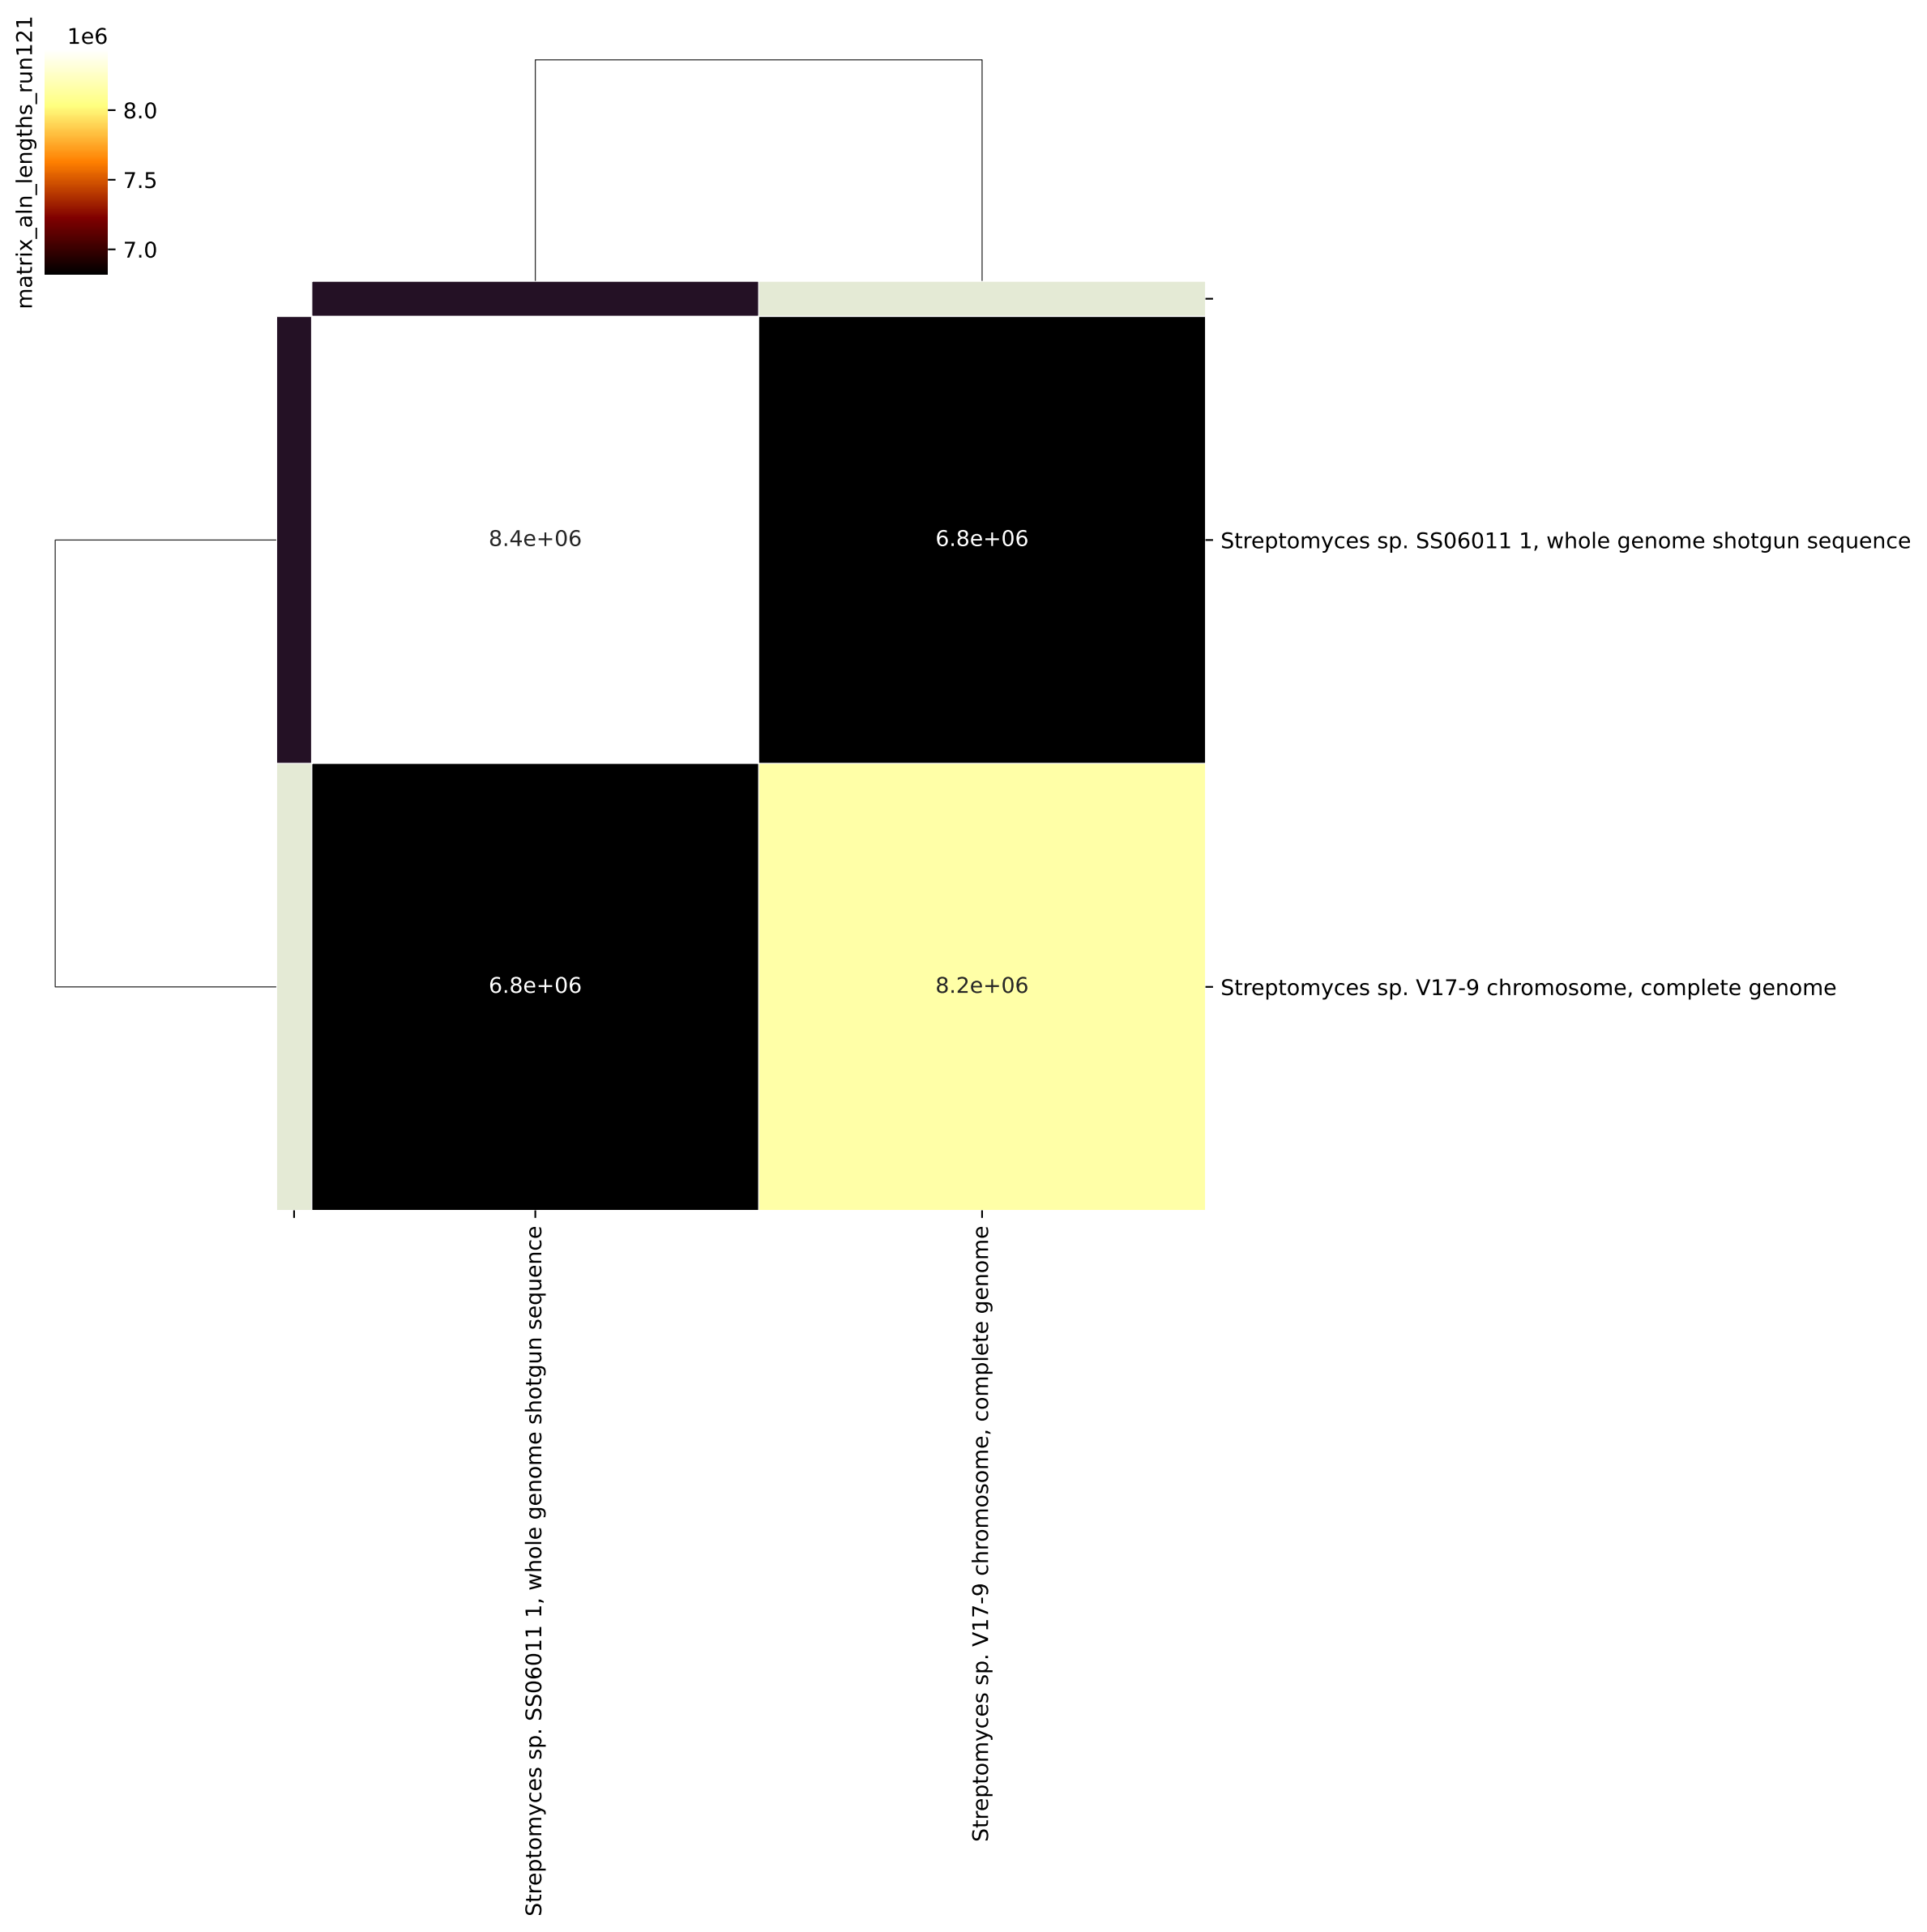 matrix_aln_lengths_run121
1e6
8.0
7.5
7.0
8.4e+06
6.8e+06
Streptomyces sp. SS06011 1, whole genome shotgun sequence
6.8e+06
8.2e+06
Streptomyces sp. V17-9 chromosome, complete genome
Streptomyces sp. SS06011 1, whole genome shotgun sequence
Streptomyces sp. V17-9 chromosome, complete genome